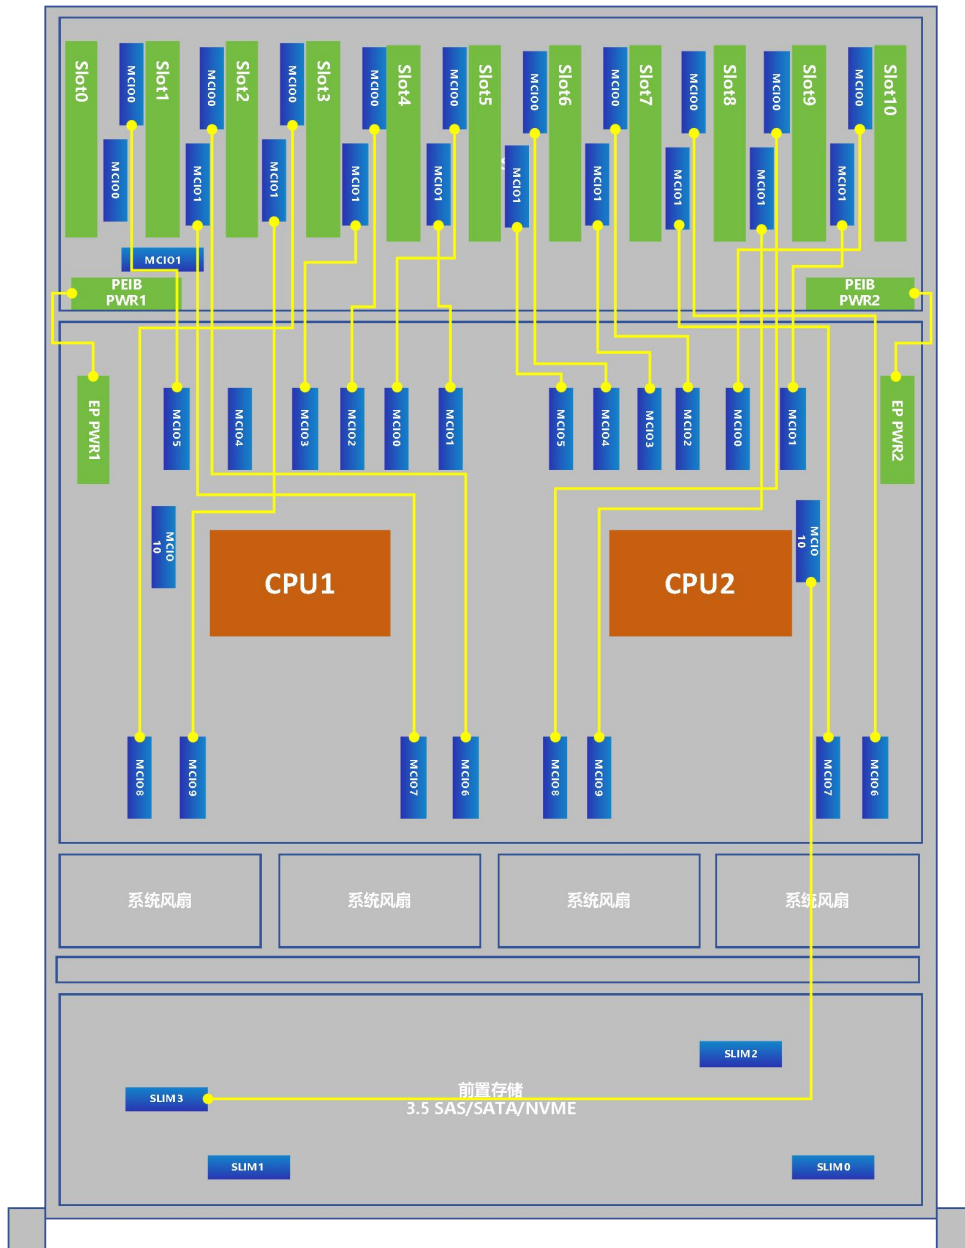 Slot0
MCIO0
Slot1
MCIO0
Slot2
MCIO0
Slot3
MCIO0
Slot4
MCIO0
Slot5
MCIO0
Slot6
MCIO0
Slot7
MCIO0
Slot8
MCIO0
Slot9
MCIO0
Slot10
MCIO0
MCIO1
MCIO1
MCIO1
MCIO1
MCIO1
MCIO1
MCIO1
MCIO1
MCIO1
MCIO1
PEIB
PWR1
PEIB
PWR2
EP PWR1
MCIO5
MCIO4
MCIO3
MCIO2
MCIO0
MCIO1
MCIO5
MCIO4
MCIO3
MCIO2
MCIO0
MCIO1
EP PWR2
MCIO
10
CPU1
CPU2
MCIO
10
MCIO8
MCIO9
MCIO7
MCIO6
MCIO8
MCIO9
MCIO7
MCIO6
系统风扇
系统风扇
系统风扇
系统风扇
SLIM2
SLIM3
前置存储
3.5 SAS/SATA/NVME
SLIM1
SLIM0